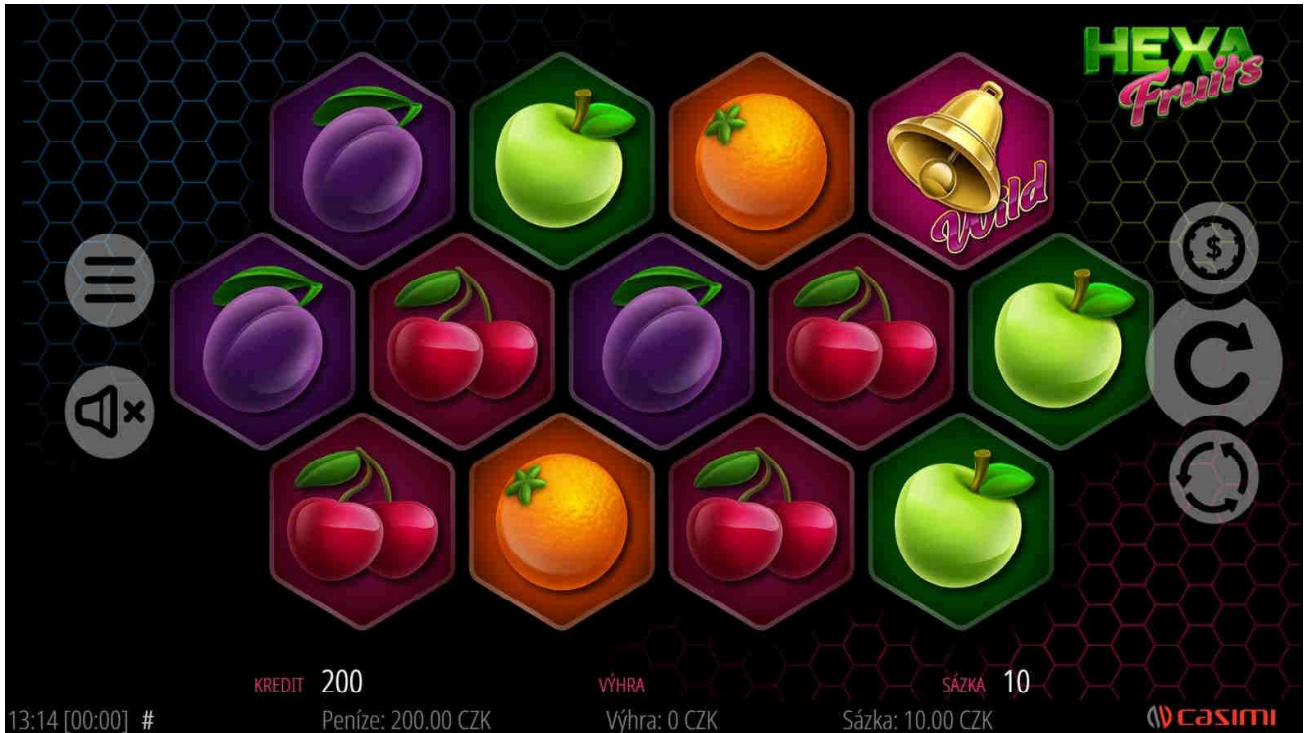 HEXA
Fruits
Wild
$
KREDIT 200 VÝHRA SÁZKA 10
13:14 [00:00] # Peníze: 200.00 CZK Výhra: 0 CZK Sázka: 10.00 CZK casimi